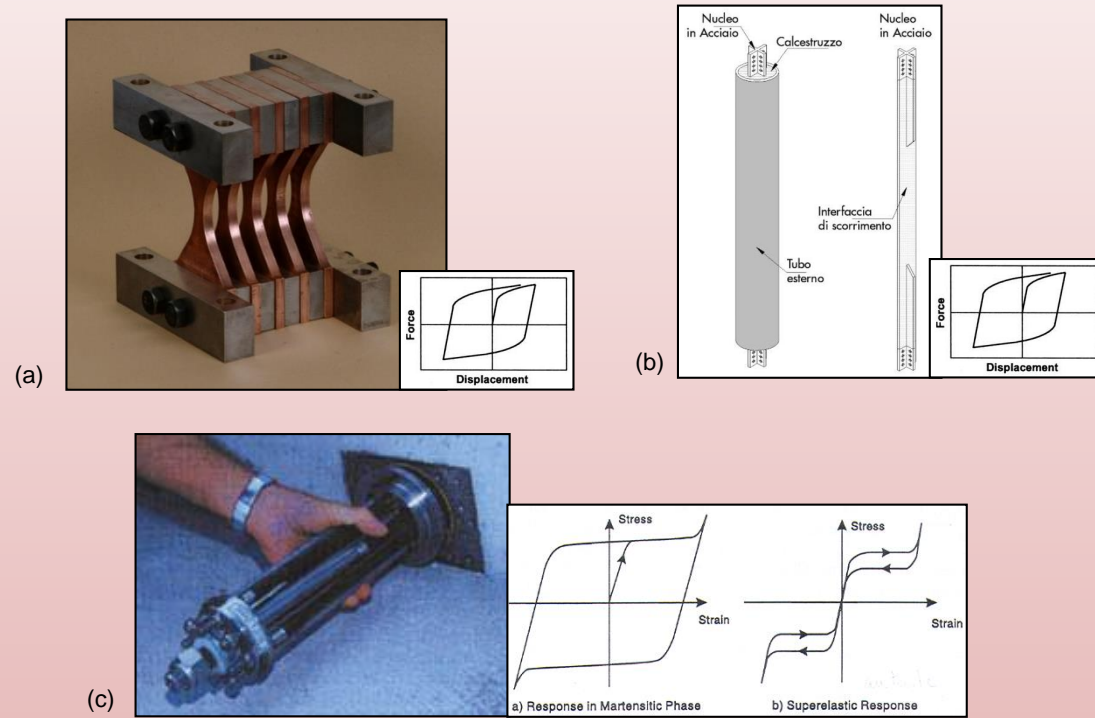 (a)
Force
Displacement
Nucleo
in Acciaio
Calcestruzzo
Tubo
esterno
Nucleo
in Acciaio
Interfaccia
di scorrimento
(b)
Force
Displacement
(c)
Stress
Strain
a) Response in Martensitic Phase
Stress
Strain
b) Superelastic Response